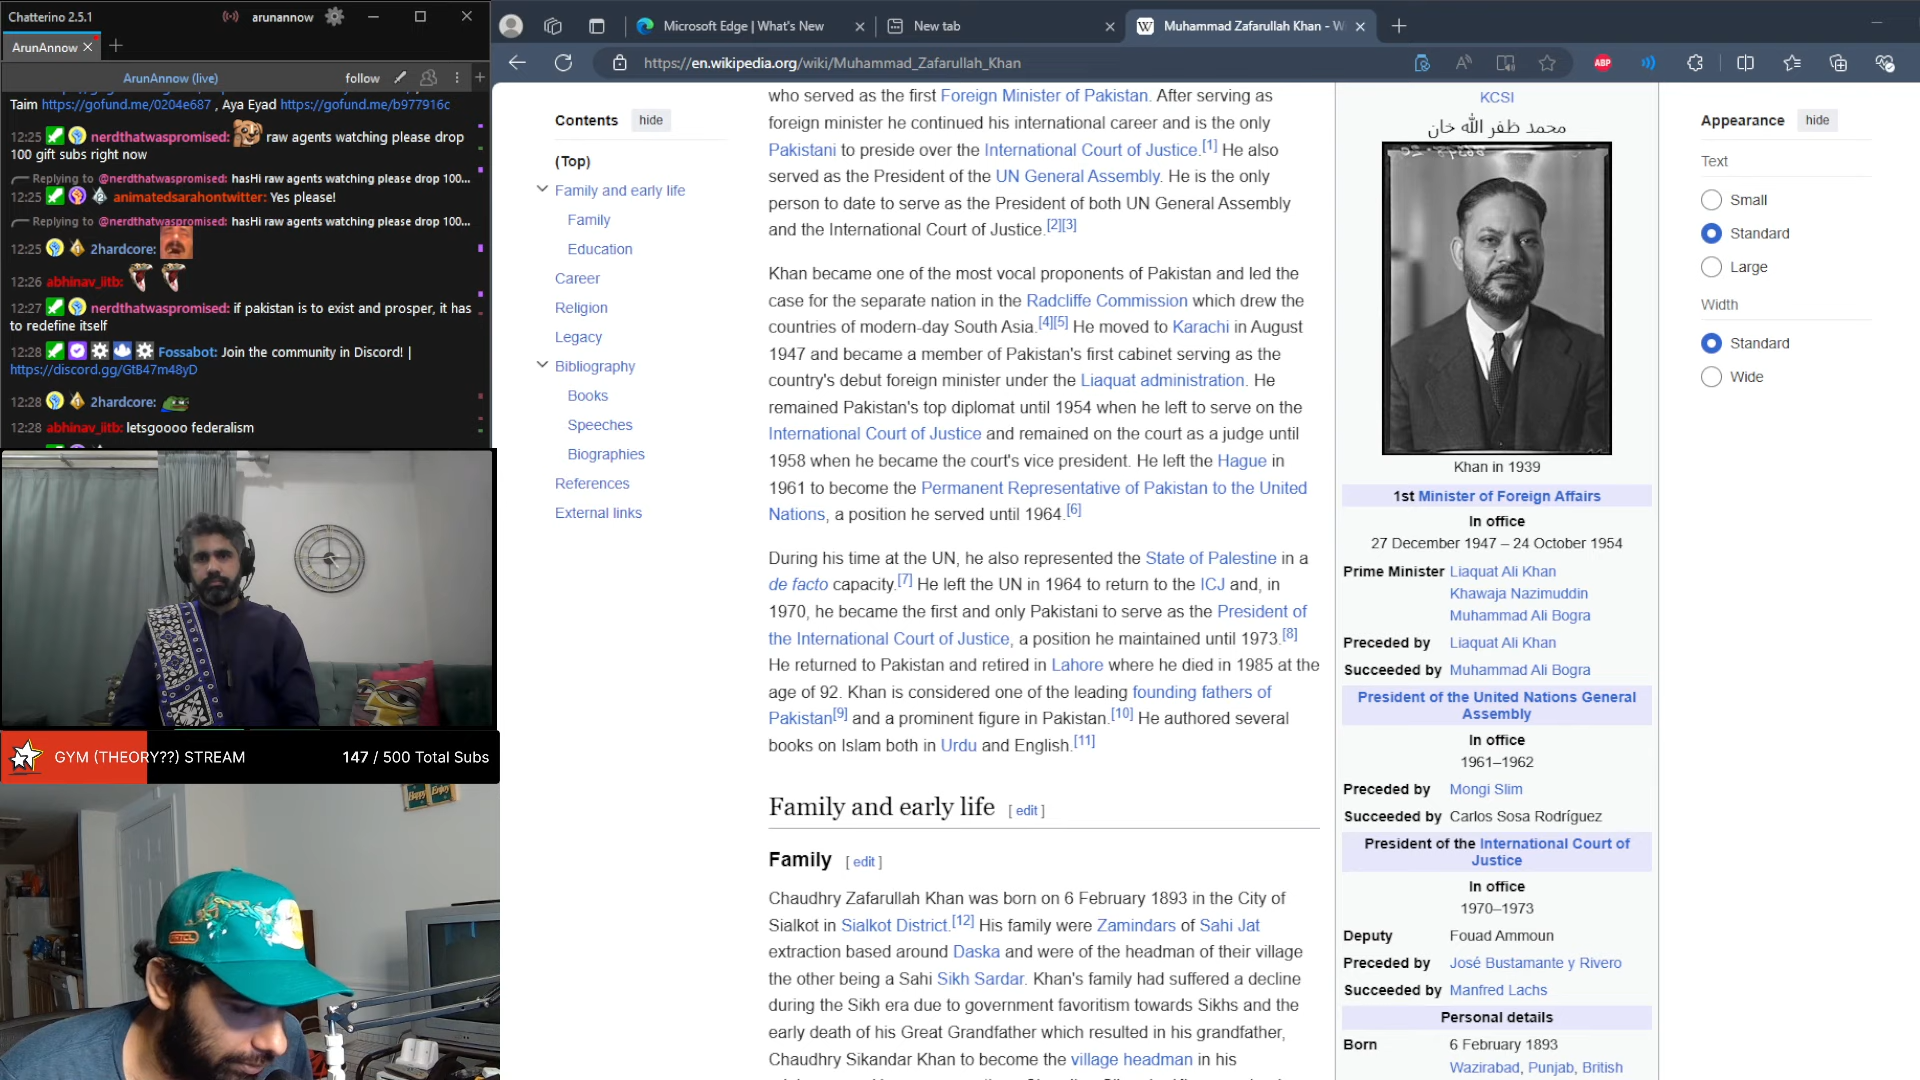 Chatterino 2.5.1
arunannow
ArunAnnow
ArunAnnow (live)
follow
Taim https://gofund.me/0204e687 , Aya Eyad https://gofund.me/b977916c
12:25 nerdthatwaspromised: raw agents watching please drop
100 gift subs right now
Replying to @nerdthatwaspromised: hasHi raw agents watching please drop 100...
12:25 animatedsarahontwitter: Yes please!
Replying to @nerdthatwaspromised: hasHi raw agents watching please drop 100...
12:25 2hardcore:
12:26 abhinav_iitb:
12:27 nerdthatwaspromised: if pakistan is to exist and prosper, it has
to redefine itself
12:28 Fossabot: Join the community in Discord! |
https://discord.gg/GtB47m48yD
12:28 2hardcore:
12:28 abhinav_iitb: letsgoooo federalism
GYM (THEORY??) STREAM
147 / 500 Total Subs
Microsoft Edge | What's New
New tab
Muhammad Zafarullah Khan - W
https://en.wikipedia.org/wiki/Muhammad_Zafarullah_Khan
ABP
Contents
hide
(Top)
Family and early life
Family
Education
Career
Religion
Legacy
Bibliography
Books
Speeches
Biographies
References
External links
who served as the first Foreign Minister of Pakistan. After serving as
foreign minister he continued his international career and is the only
Pakistani to preside over the International Court of Justice.[1] He also
served as the President of the UN General Assembly. He is the only
person to date to serve as the President of both UN General Assembly
and the International Court of Justice.[2][3]
Khan became one of the most vocal proponents of Pakistan and led the
case for the separate nation in the Radcliffe Commission which drew the
countries of modern-day South Asia.[4][5] He moved to Karachi in August
1947 and became a member of Pakistan's first cabinet serving as the
country's debut foreign minister under the Liaquat administration. He
remained Pakistan's top diplomat until 1954 when he left to serve on the
International Court of Justice and remained on the court as a judge until
1958 when he became the court's vice president. He left the Hague in
1961 to become the Permanent Representative of Pakistan to the United
Nations, a position he served until 1964.[6]
During his time at the UN, he also represented the State of Palestine in a
de facto capacity.[7] He left the UN in 1964 to return to the ICJ and, in
1970, he became the first and only Pakistani to serve as the President of
the International Court of Justice, a position he maintained until 1973.[8]
He returned to Pakistan and retired in Lahore where he died in 1985 at the
age of 92. Khan is considered one of the leading founding fathers of
Pakistan[9] and a prominent figure in Pakistan.[10] He authored several
books on Islam both in Urdu and English.[11]
Family and early life [ edit ]
Family [ edit ]
Chaudhry Zafarullah Khan was born on 6 February 1893 in the City of
Sialkot in Sialkot District.[12] His family were Zamindars of Sahi Jat
extraction based around Daska and were of the headman of their village
the other being a Sahi Sikh Sardar. Khan's family had suffered a decline
during the Sikh era due to government favoritism towards Sikhs and the
early death of his Great Grandfather which resulted in his grandfather,
Chaudhry Sikandar Khan to become the village headman in his
KCSI
محمد ظفر اللہ خان
Khan in 1939
1st Minister of Foreign Affairs
In office
27 December 1947 – 24 October 1954
Prime Minister Liaquat Ali Khan
Khawaja Nazimuddin
Muhammad Ali Bogra
Preceded by Liaquat Ali Khan
Succeeded by Muhammad Ali Bogra
President of the United Nations General
Assembly
In office
1961–1962
Preceded by Mongi Slim
Succeeded by Carlos Sosa Rodríguez
President of the International Court of
Justice
In office
1970–1973
Deputy Fouad Ammoun
Preceded by José Bustamante y Rivero
Succeeded by Manfred Lachs
Personal details
Born 6 February 1893
Wazirabad, Punjab, British
Appearance
hide
Text
Small
Standard
Large
Width
Standard
Wide